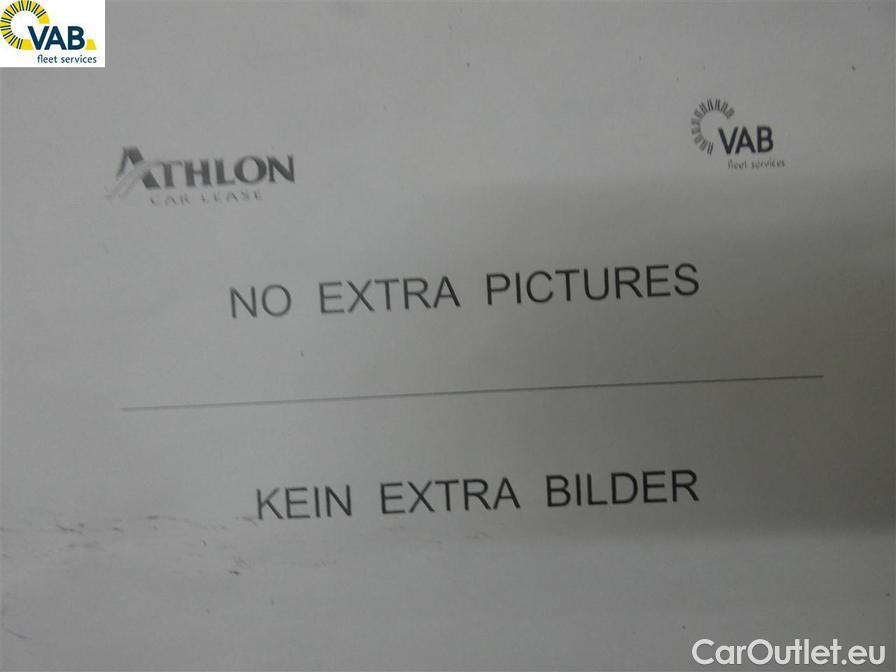 VAB
fleet services
ATHLON
CAR LEASE
VAB
fleet services
NO EXTRA PICTURES
KEIN EXTRA BILDER
CarOutlet.eu